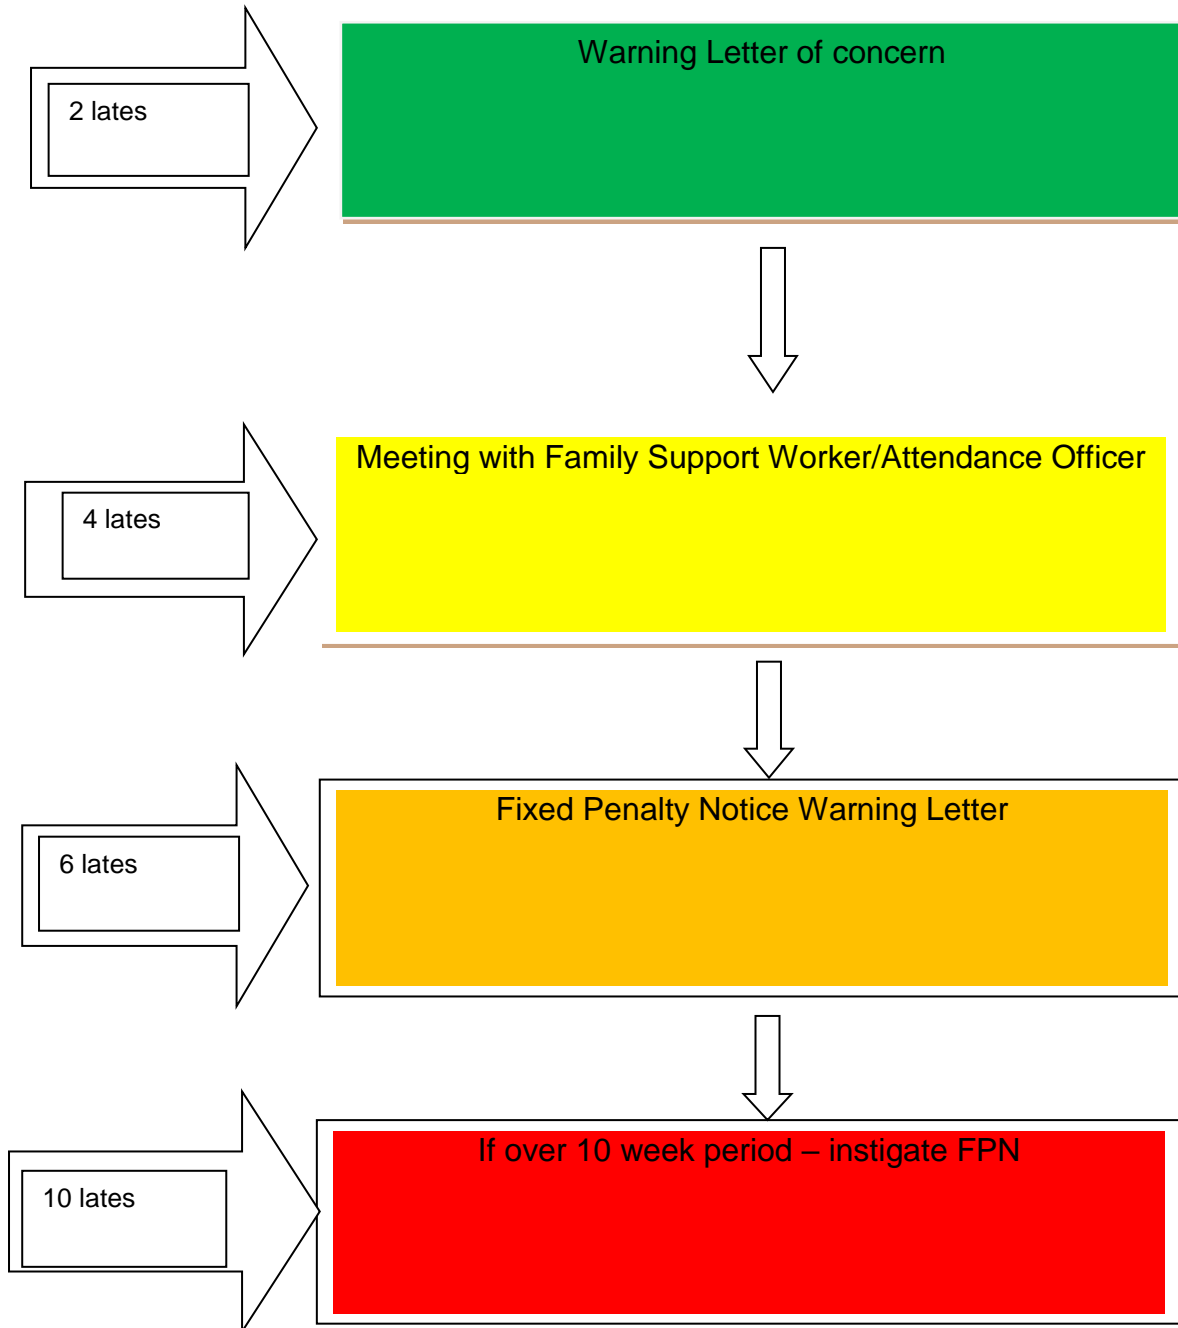 Warning Letter of concern
2 lates
Meeting with Family Support Worker/Attendance Officer
4 lates
Fixed Penalty Notice Warning Letter
6 lates
If over 10 week period – instigate FPN
10 lates